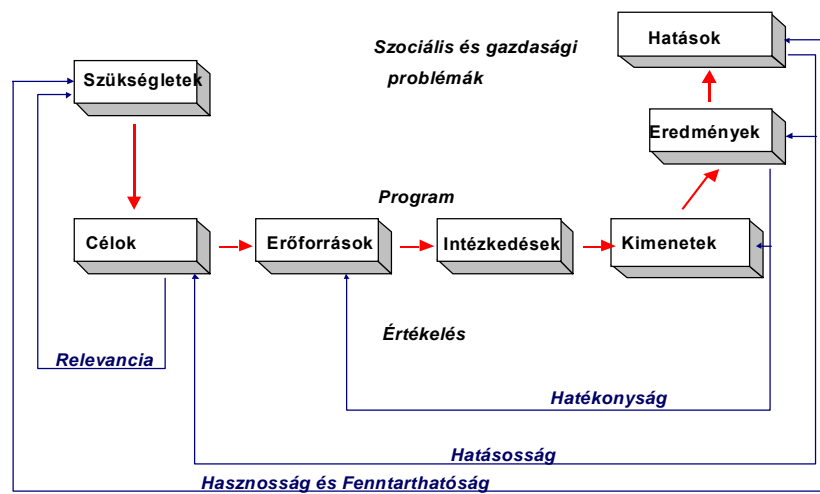 Szociális és gazdasági
problémák
Hatások
Szükségletek
Eredmények
Program
Célok
Erőforrások
Intézkedések
Kimenetek
Értékelés
Relevancia
Hatékonyság
Hatásosság
Hasznosság és Fenntarthatóság